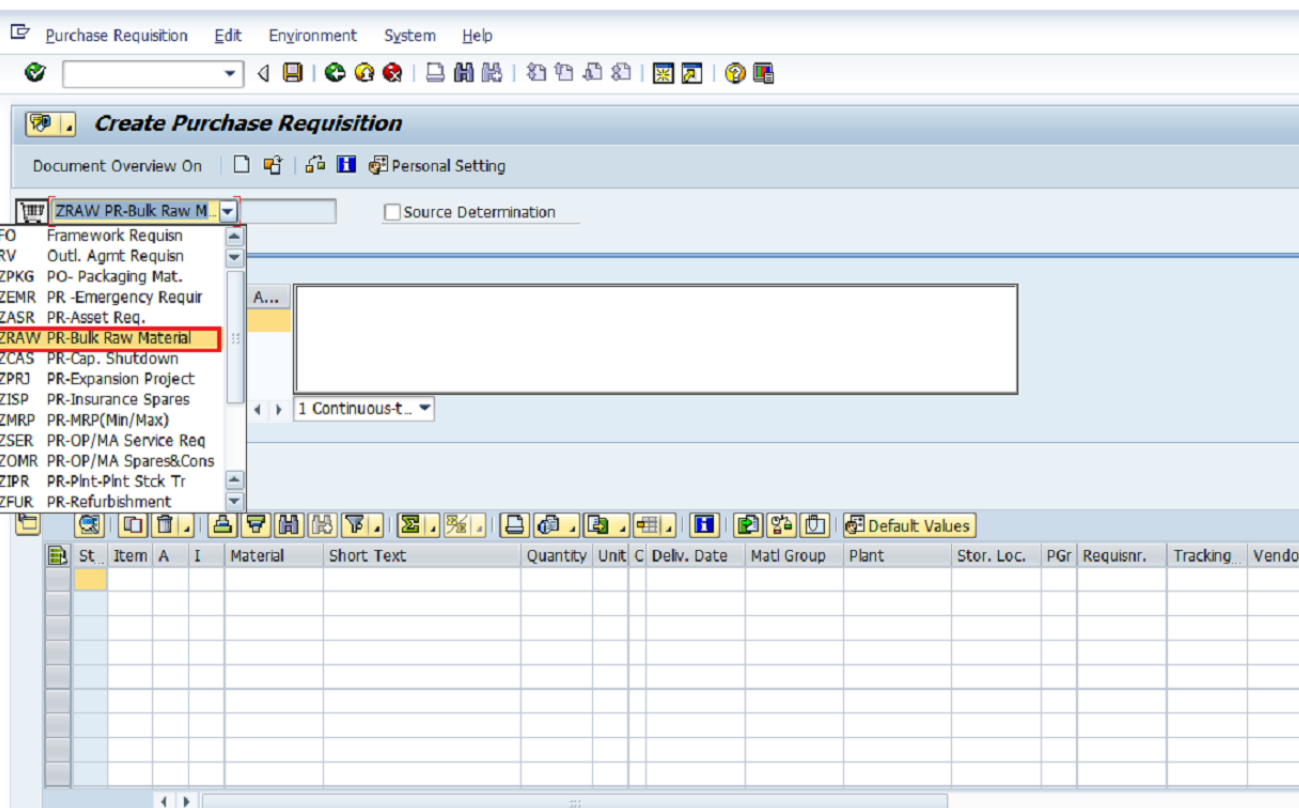 Purchase Requisition Edit Environment System Help
Create Purchase Requisition
Document Overview On Personal Setting
ZRAW PR-Bulk Raw M... Source Determination
FO Framework Requisn
RV Outl. Agmt Requisn
ZPKG PO- Packaging Mat.
ZEMR PR -Emergency Requir
A...
ZASR PR-Asset Req.
ZRAW PR-Bulk Raw Material
ZCAS PR-Cap. Shutdown
ZPRJ PR-Expansion Project
ZISP PR-Insurance Spares
1 Continuous-t...
ZMRP PR-MRP(Min/Max)
ZSER PR-OP/MA Service Req
ZOMR PR-OP/MA Spares&Cons
ZIPR PR-Plnt-Plnt Stck Tr
ZFUR PR-Refurbishment
Default Values
St... Item A I Material Short Text Quantity Unit C Deliv. Date Matl Group Plant Stor. Loc. PGr Requisnr. Tracking... Vendo